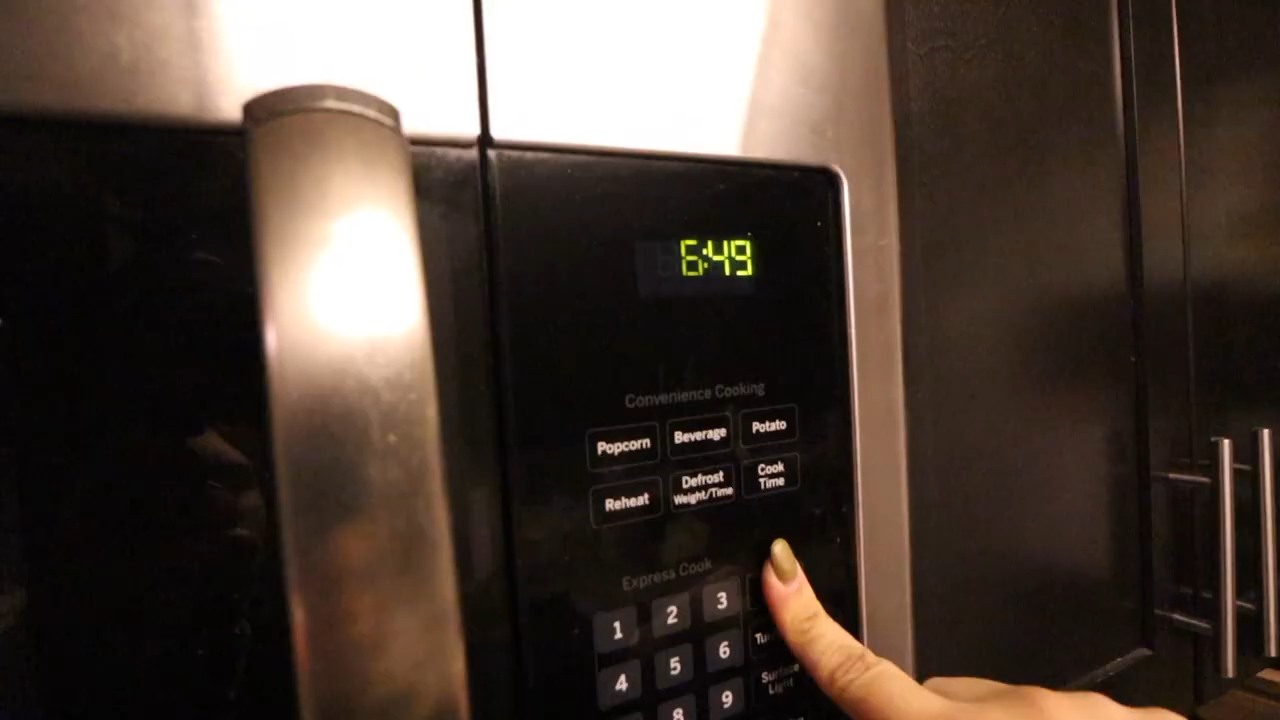 6:49
Convenience Cooking
Popcorn Beverage Potato
Reheat Defrost Weight/Time Cook Time
Express Cook
1 2 3
4 5 6
Light
8 9